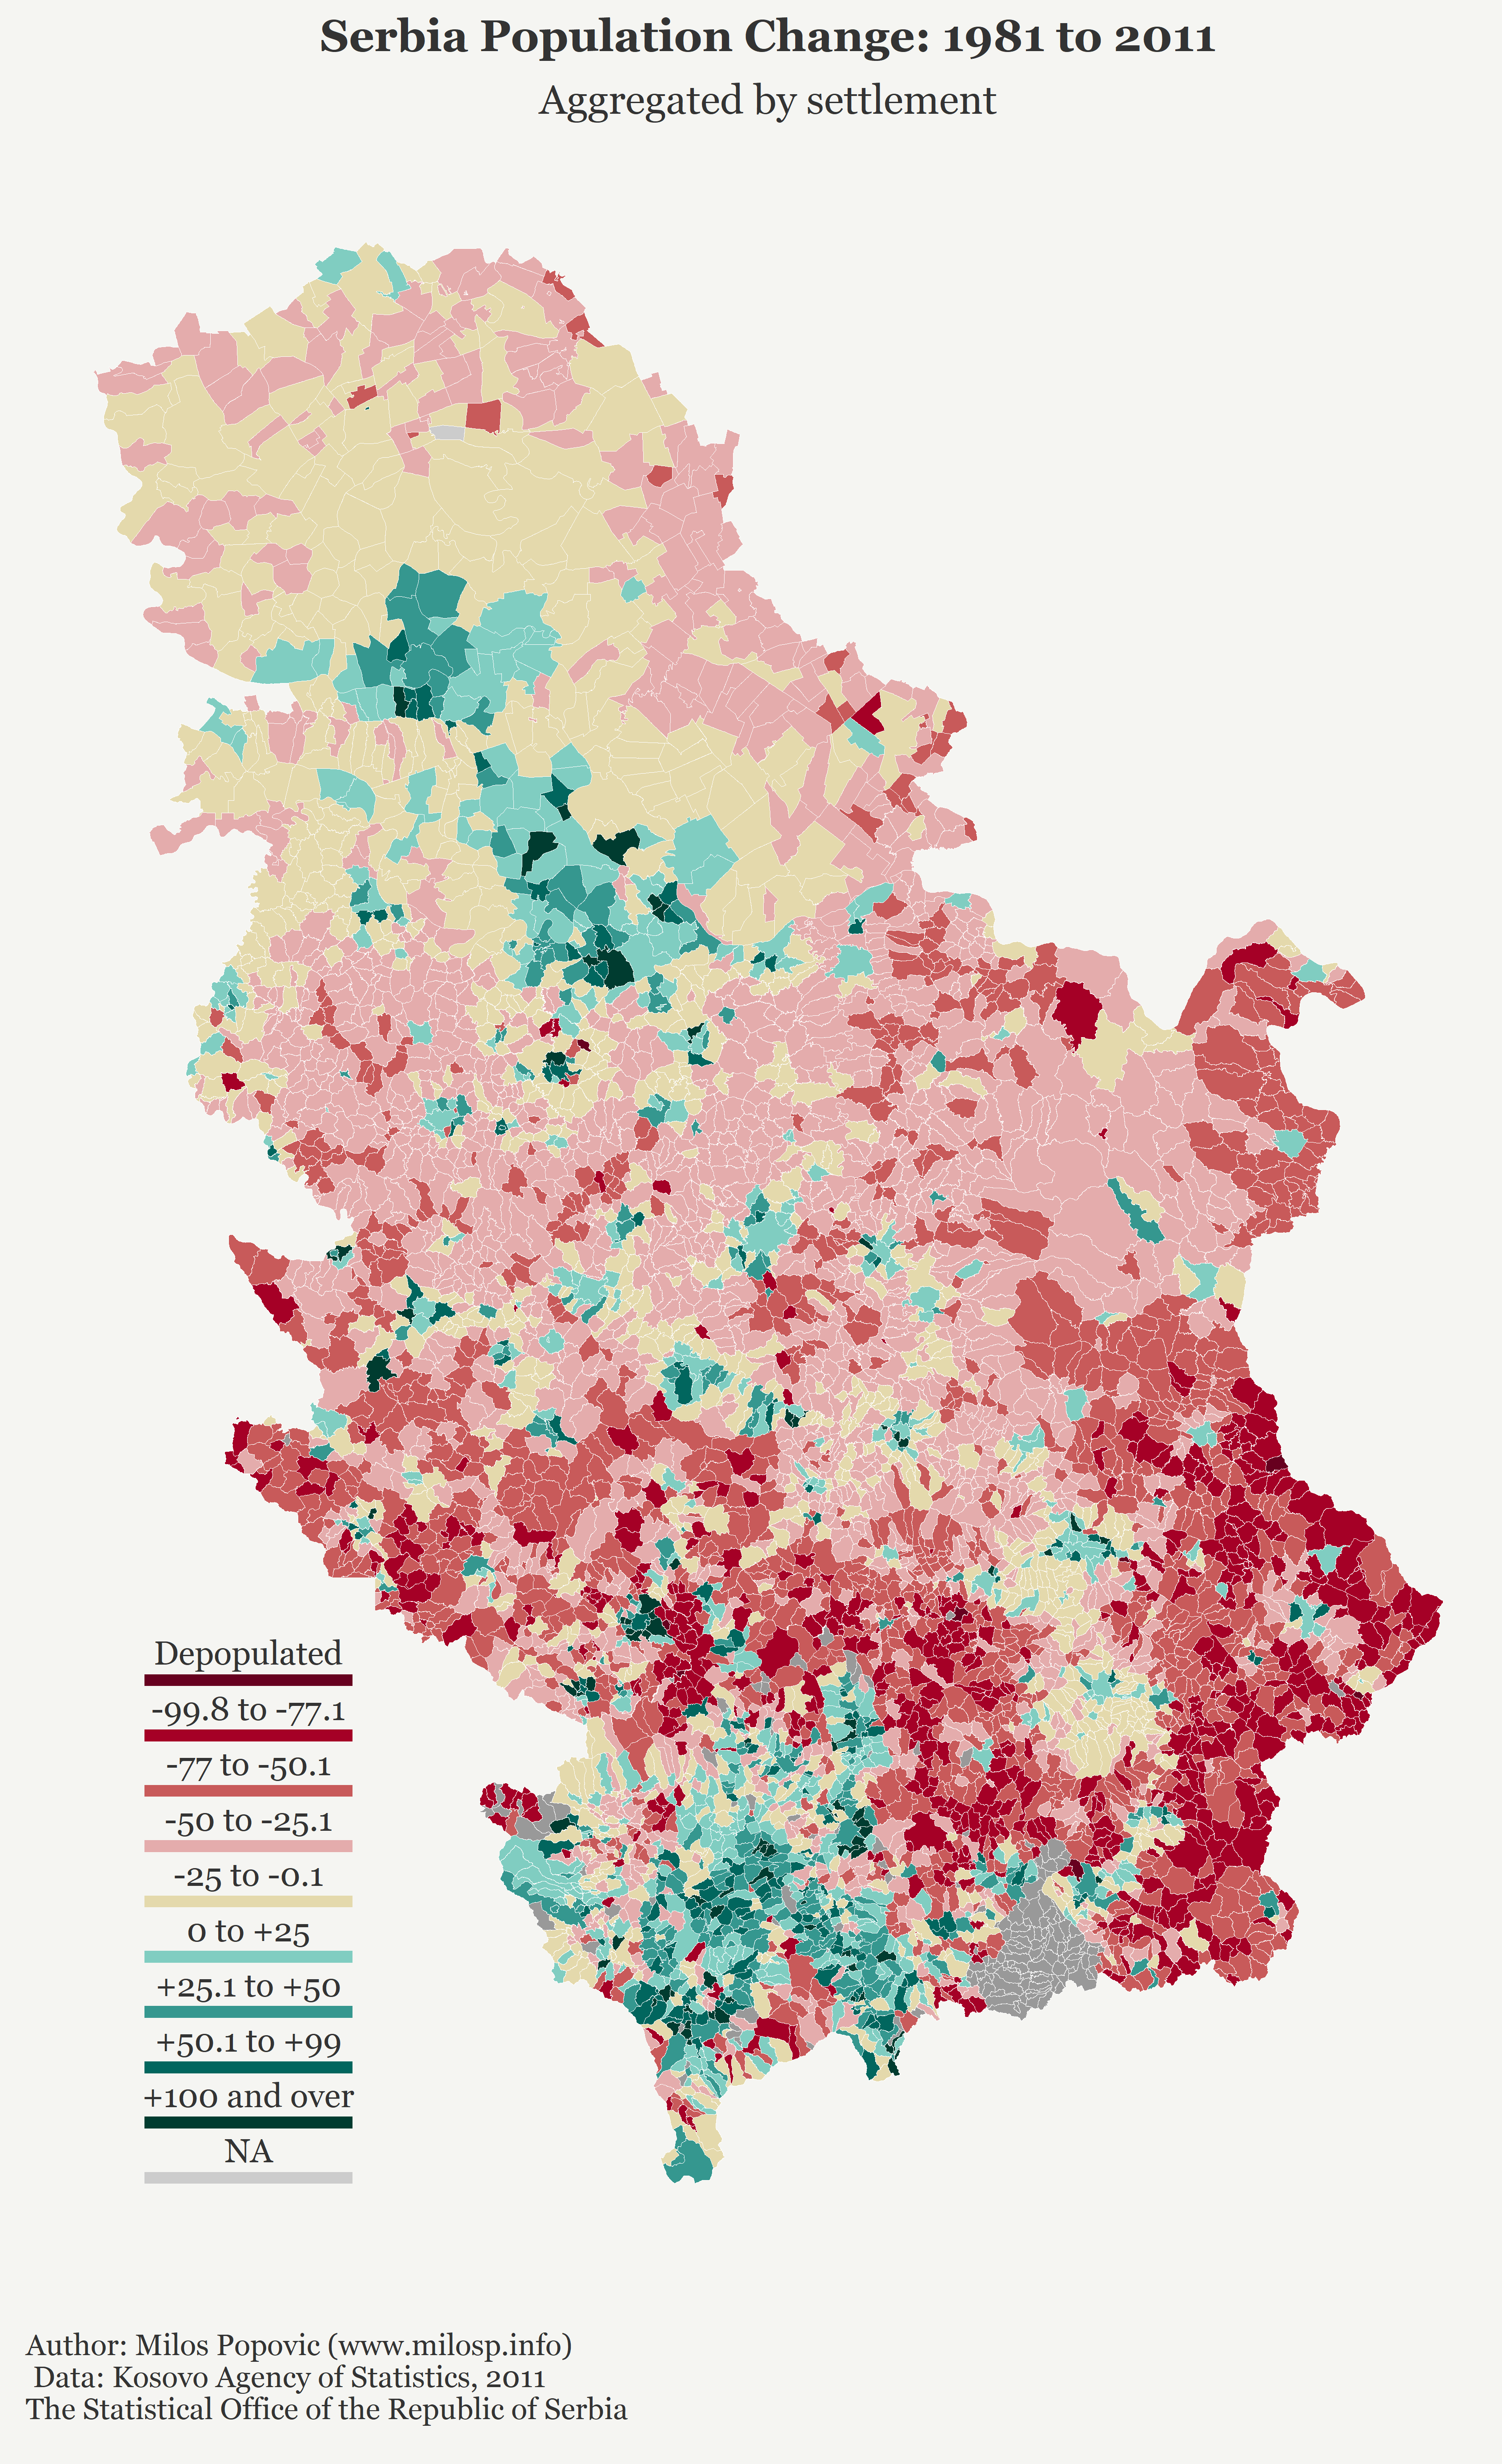 Serbia Population Change: 1981 to 2011
Aggregated by settlement
Depopulated
-99.8 to -77.1
-77 to -50.1
-50 to -25.1
-25 to -0.1
0 to +25
+25.1 to +50
+50.1 to +99
+100 and over
NA
Author: Milos Popovic (www.milosp.info)
Data: Kosovo Agency of Statistics, 2011
The Statistical Office of the Republic of Serbia